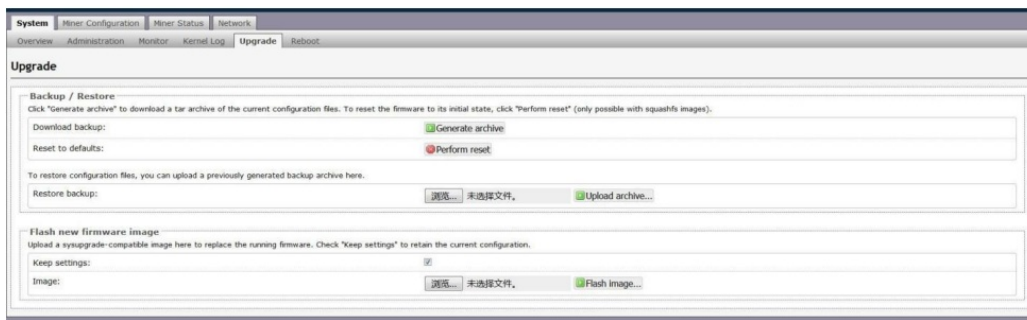 System Miner Configuration Miner Status Network
Overview Administration Monitor Kernel Log Upgrade Reboot
Upgrade
Backup / Restore
Click "Generate archive" to download a tar archive of the current configuration files. To reset the firmware to its initial state, click "Perform reset" (only possible with squashfs images).
Download backup: Generate archive
Reset to defaults: Perform reset
To restore configuration files, you can upload a previously generated backup archive here.
Restore backup: 浏览... 未选择文件。 Upload archive...
Flash new firmware image
Upload a sysupgrade-compatible image here to replace the running firmware. Check "Keep settings" to retain the current configuration.
Keep settings:
Image: 浏览... 未选择文件。 Flash image...